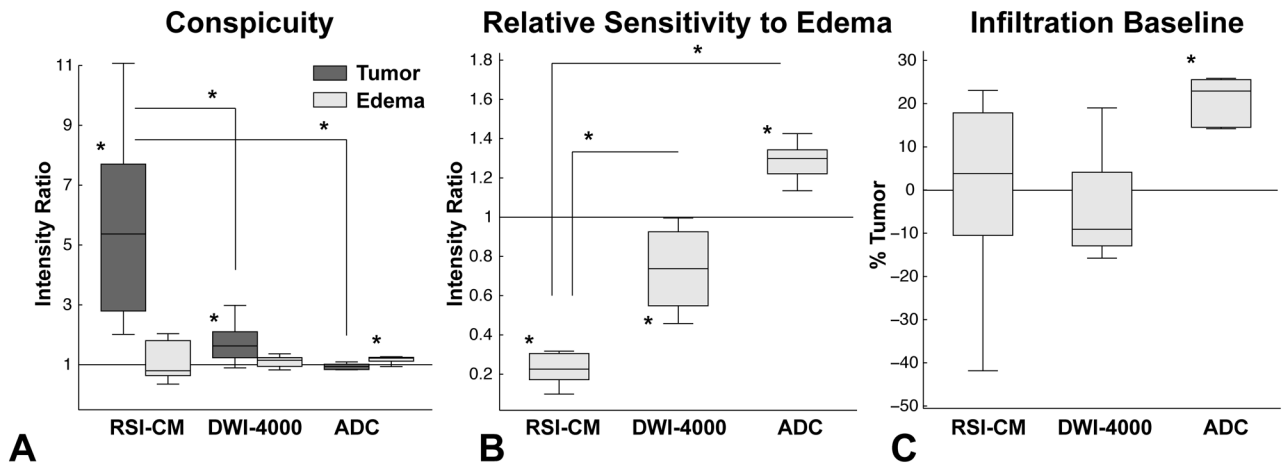 Conspicuity
Intensity Ratio
11
9
7
5
3
1
Tumor
Edema
*
*
*
*
*
RSI-CM DWI-4000 ADC
A
Relative Sensitivity to Edema
Intensity Ratio
1.8
1.6
1.4
1.2
1
0.8
0.6
0.4
0.2
*
*
*
*
*
RSI-CM DWI-4000 ADC
B
Infiltration Baseline
% Tumor
30
20
10
0
−10
−20
−30
−40
−50
*
RSI-CM DWI-4000 ADC
C